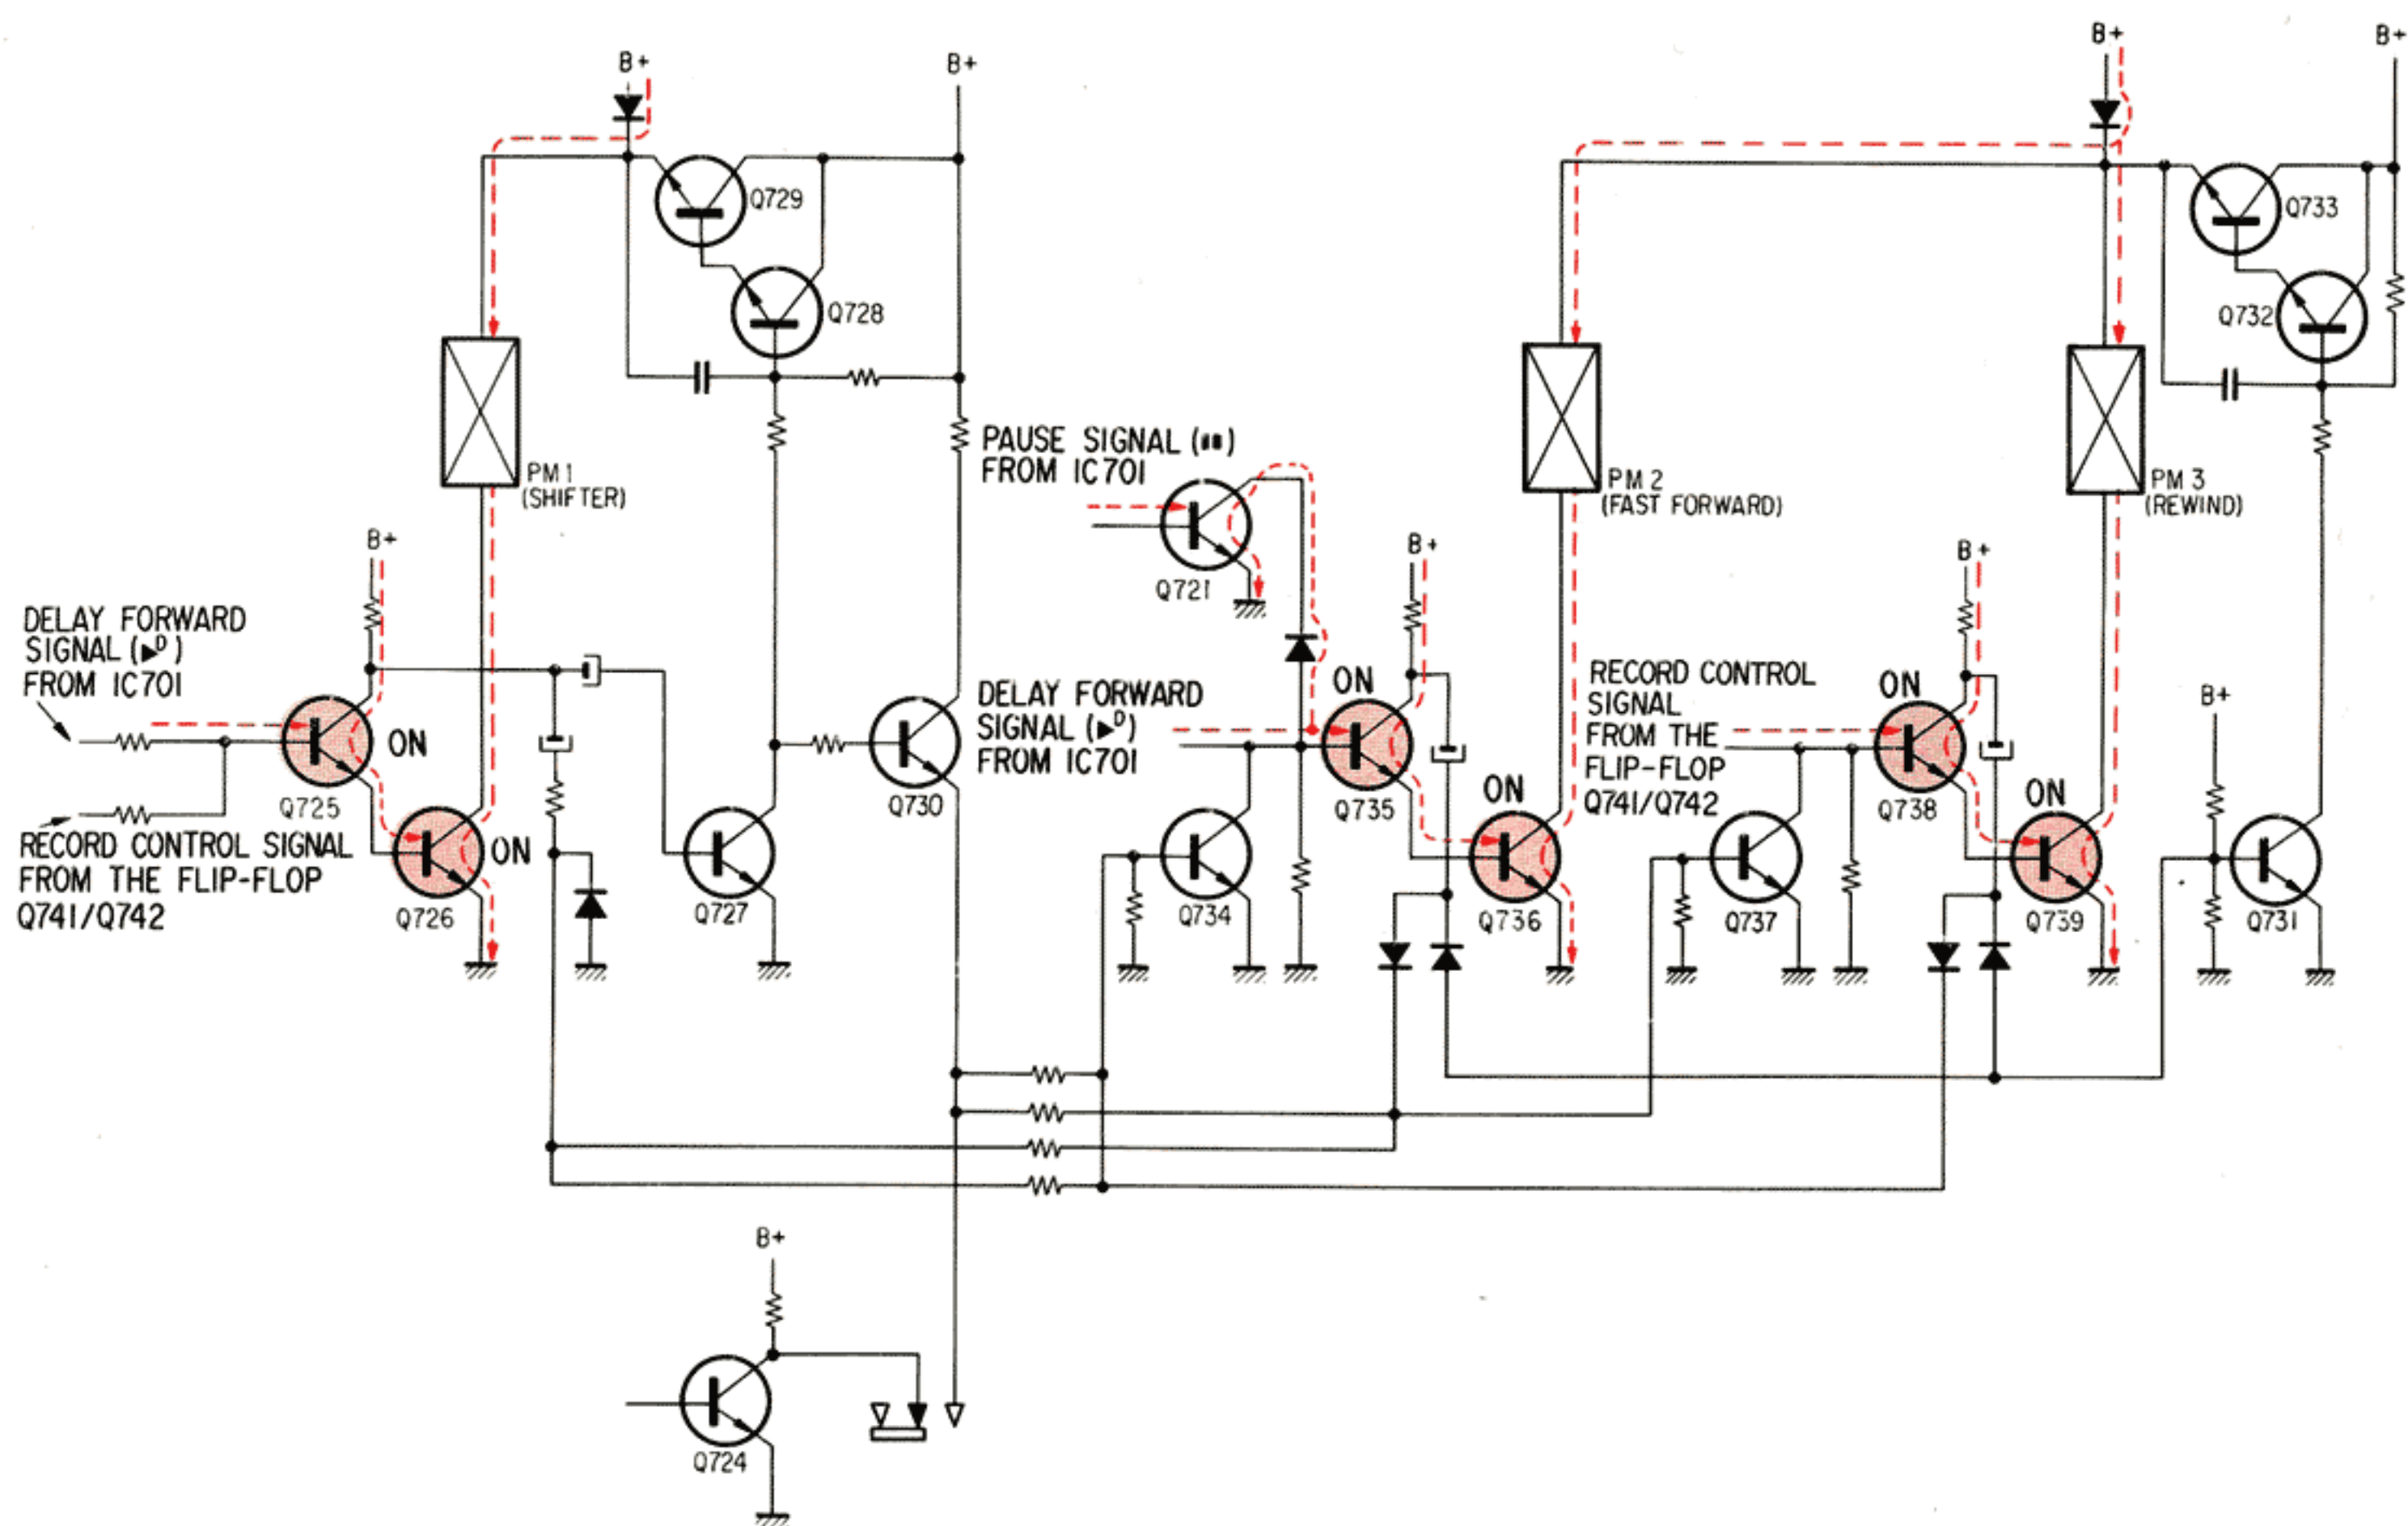 B+
B+
B+
B+
Q729
Q733
Q728
Q732
PAUSE SIGNAL (▮▮)
FROM IC701
PM 1
(SHIFTER)
PM 2
(FAST FORWARD)
PM 3
(REWIND)
B+
B+
B+
Q721
DELAY FORWARD
SIGNAL (▶D)
FROM IC701
ON
Q725
DELAY FORWARD
SIGNAL (▶D)
FROM IC701
ON
Q735
RECORD CONTROL
SIGNAL
FROM THE
FLIP-FLOP
Q741/Q742
ON
Q738
B+
Q730
RECORD CONTROL SIGNAL
FROM THE FLIP-FLOP
Q741/Q742
ON
Q726
Q727
Q734
ON
Q736
Q737
ON
Q739
Q731
B+
Q724